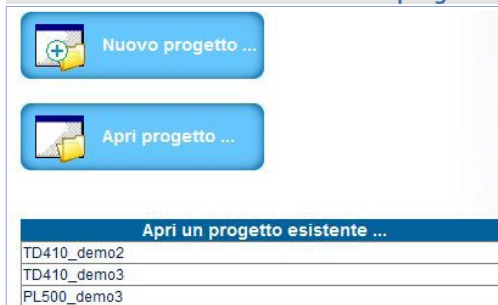 Nuovo progetto ...
Apri progetto ...
Apri un progetto esistente ...
TD410_demo2
TD410_demo3
PL500_demo3